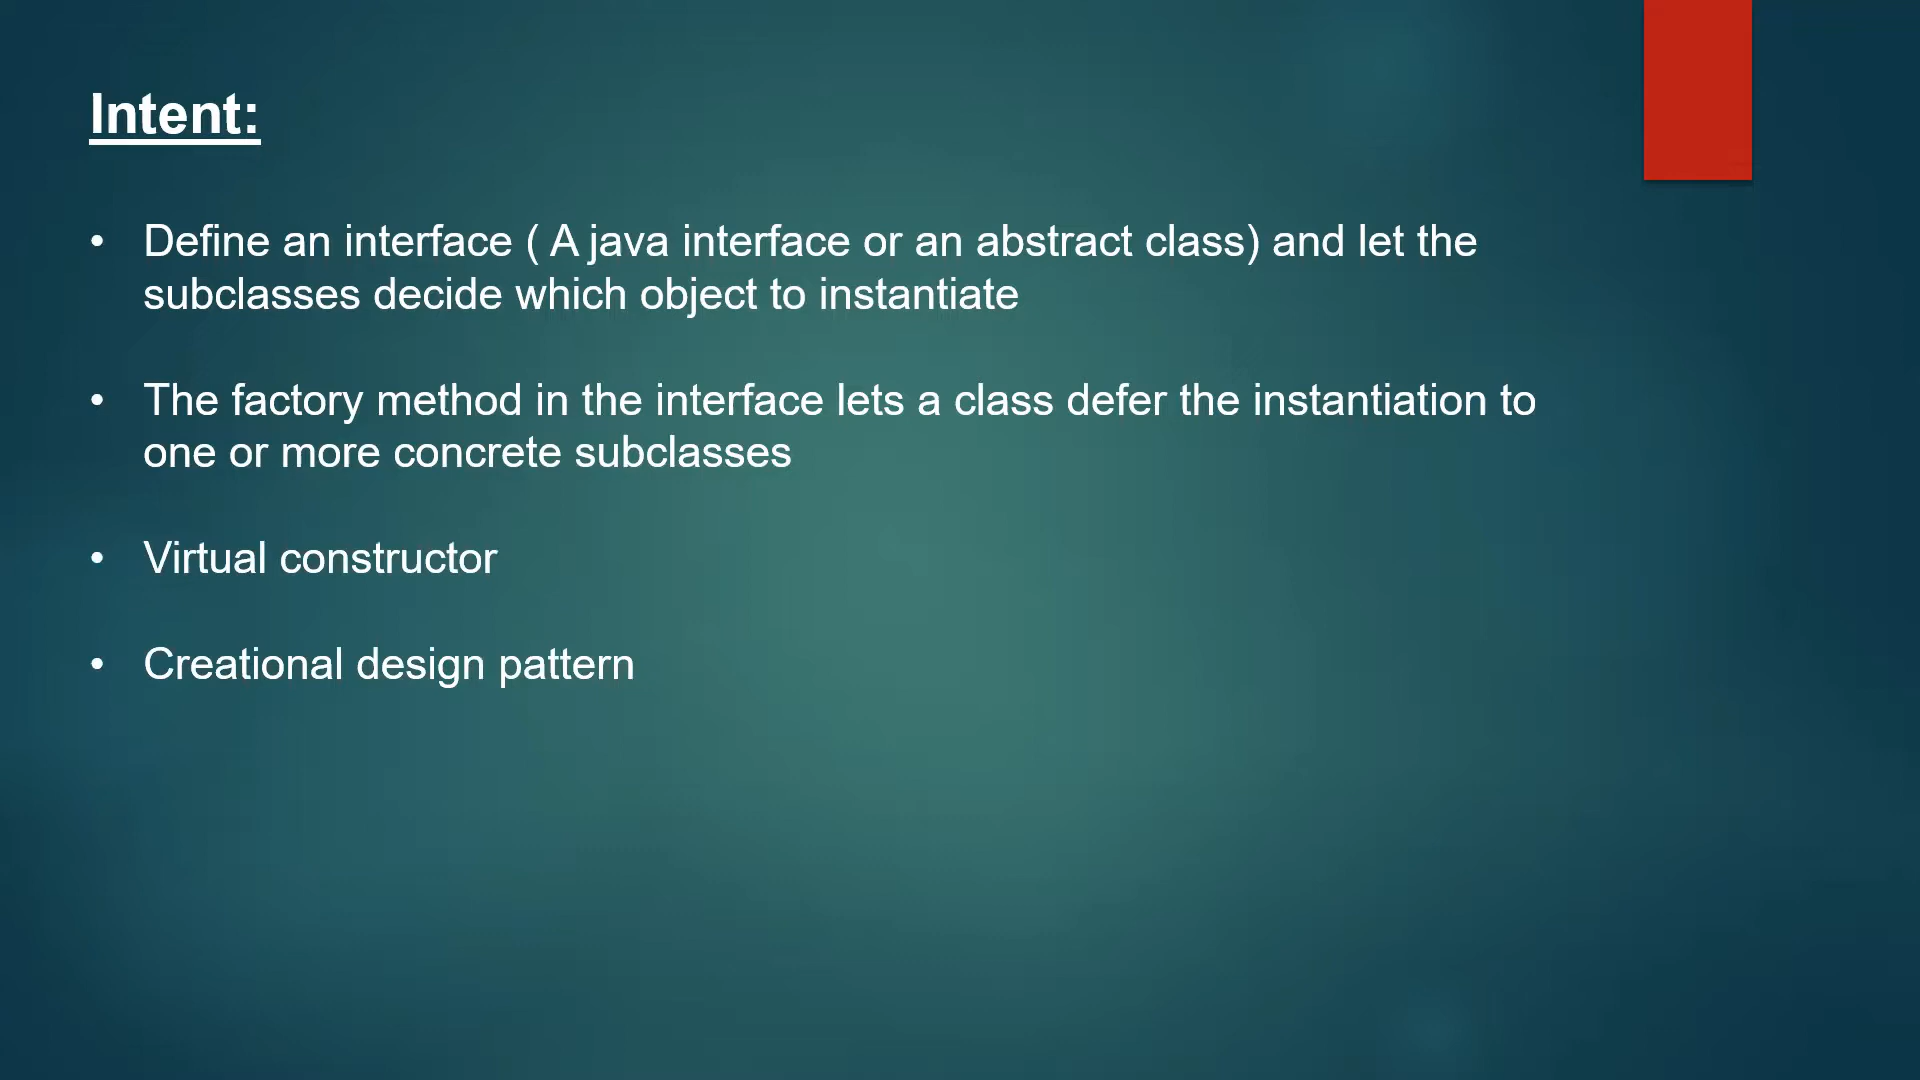 Intent:
• Define an interface ( A java interface or an abstract class) and let the
subclasses decide which object to instantiate
• The factory method in the interface lets a class defer the instantiation to
one or more concrete subclasses
• Virtual constructor
• Creational design pattern